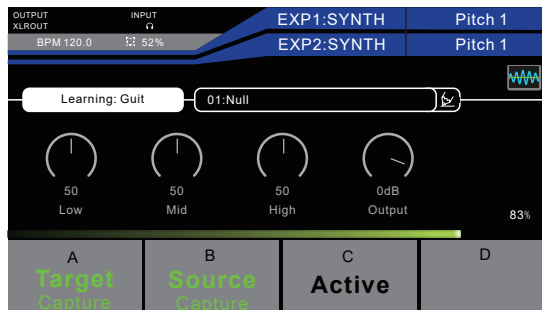 OUTPUT INPUT
XLROUT
BPM 120.0 52%
EXP1:SYNTH Pitch 1
EXP2:SYNTH Pitch 1
Learning: Guit 01:Null
50 50 50 0dB
Low Mid High Output
83%
A B C D
Target Source Active
Capture Capture